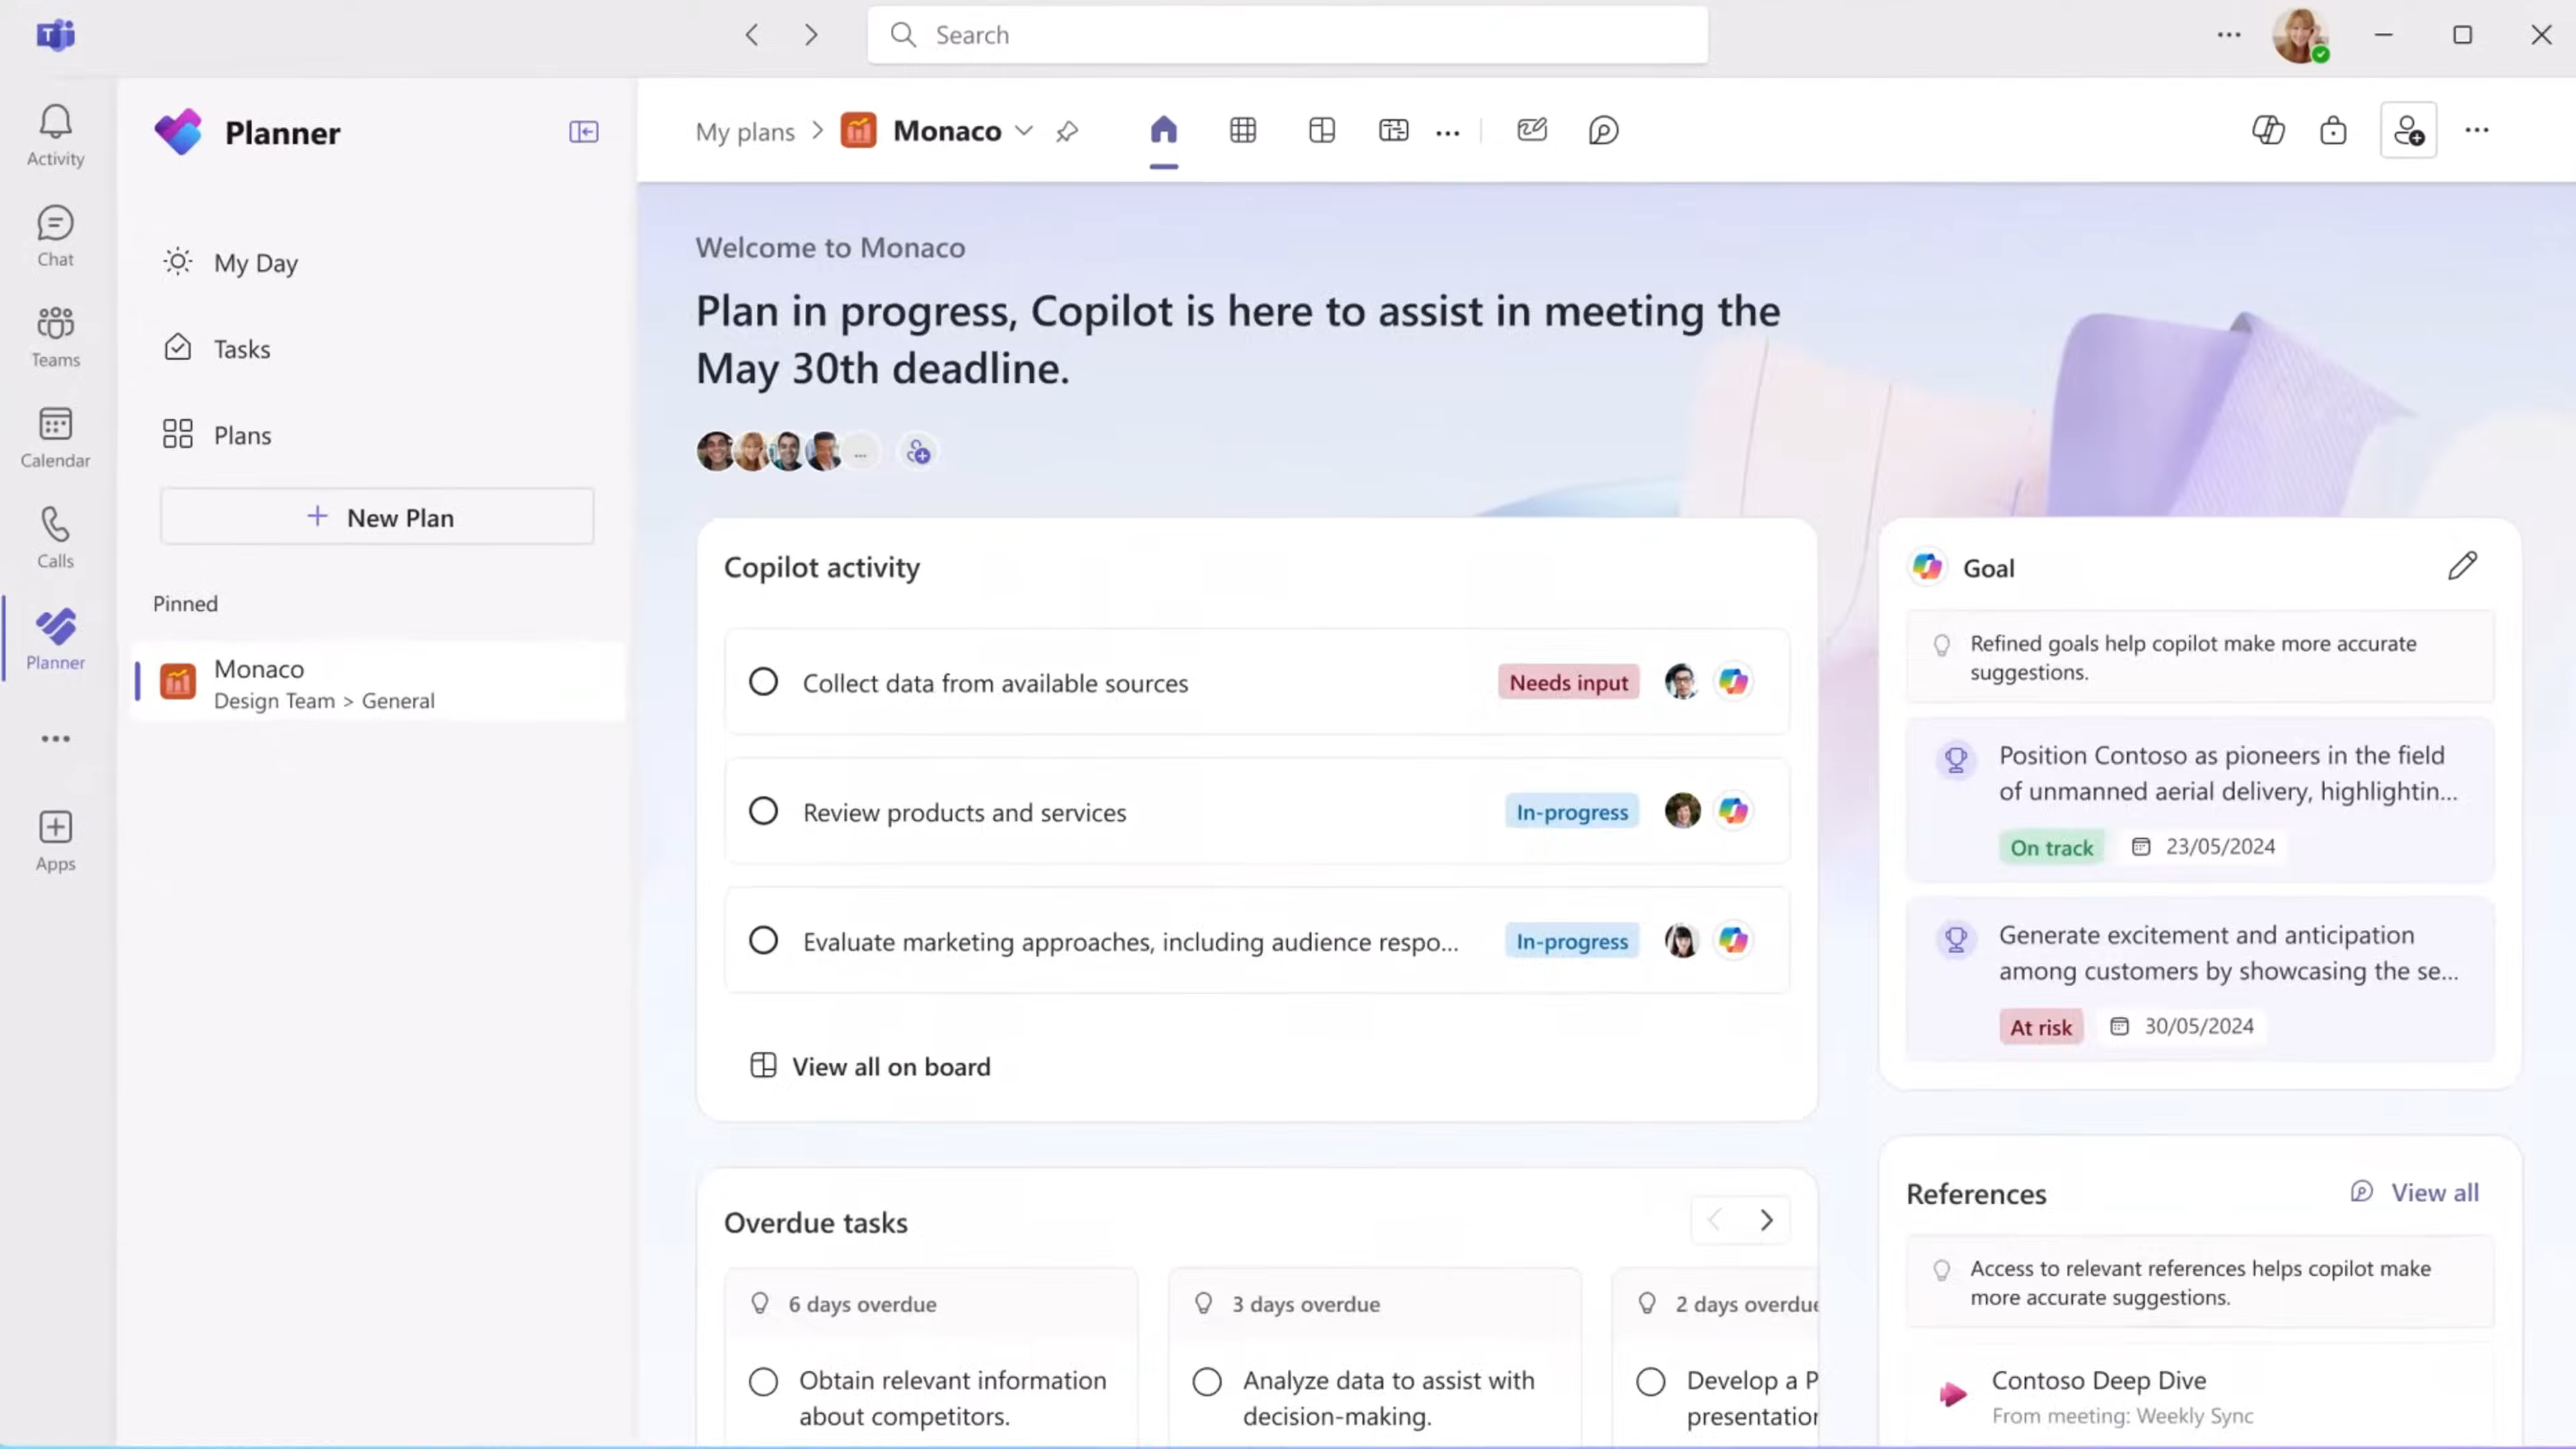 Search
Activity
Chat
Teams
Calendar
Calls
Planner
Apps
Planner
My Day
Tasks
Plans
New Plan
Pinned
Monaco
Design Team > General
My plans > Monaco
Welcome to Monaco
Plan in progress, Copilot is here to assist in meeting the
May 30th deadline.
Copilot activity
Collect data from available sources Needs input
Review products and services In-progress
Evaluate marketing approaches, including audience respo... In-progress
View all on board
Overdue tasks
6 days overdue
Obtain relevant information
about competitors.
3 days overdue
Analyze data to assist with
decision-making.
2 days overdue
Develop a P
presentation
Goal
Refined goals help copilot make more accurate
suggestions.
Position Contoso as pioneers in the field
of unmanned aerial delivery, highlightin...
On track 23/05/2024
Generate excitement and anticipation
among customers by showcasing the se...
At risk 30/05/2024
References View all
Access to relevant references helps copilot make
more accurate suggestions.
Contoso Deep Dive
From meeting: Weekly Sync